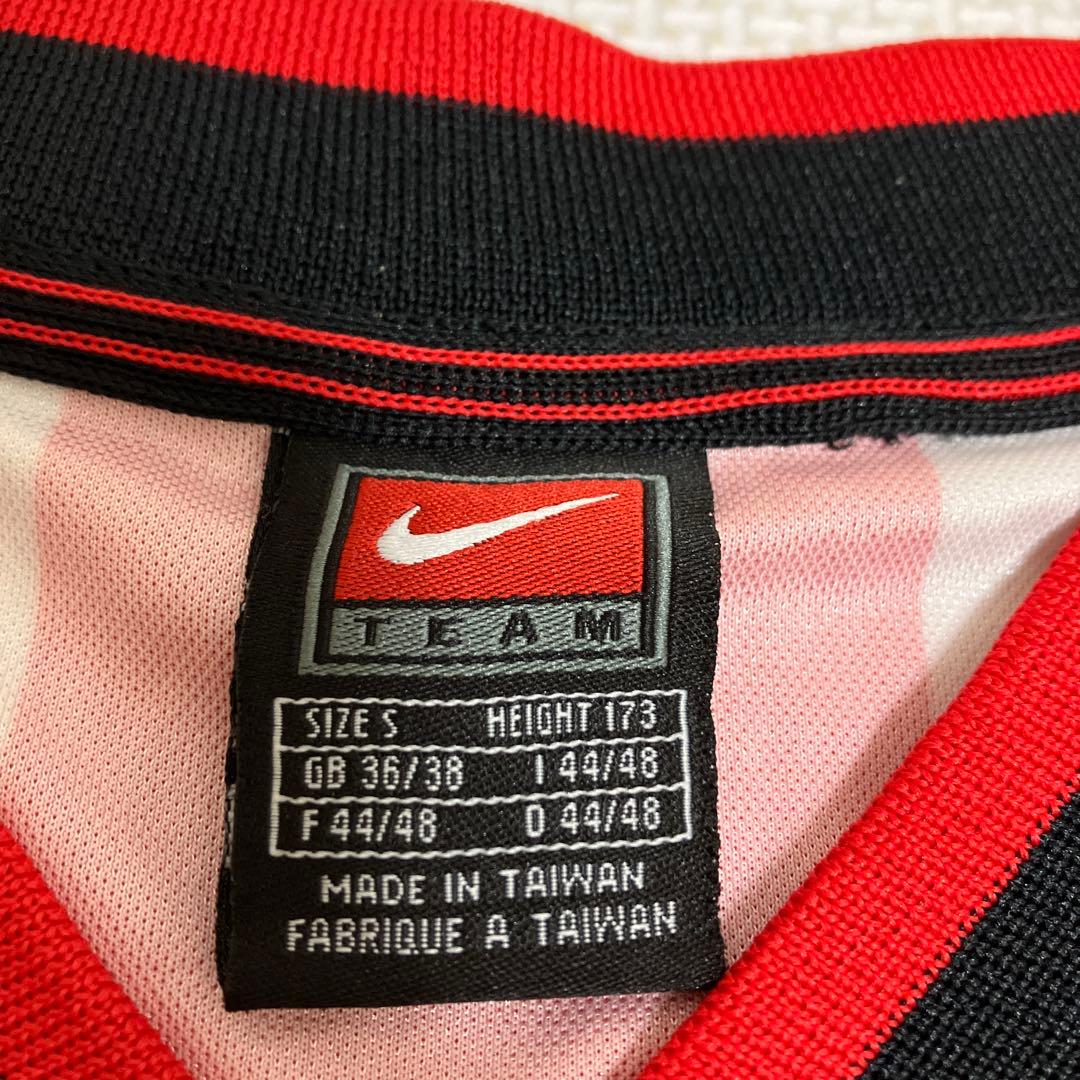 TEAM
SIZE S HEIGHT 173
GB 36/38 I 44/48
F 44/48 D 44/48
MADE IN TAIWAN
FABRIQUE A TAIWAN